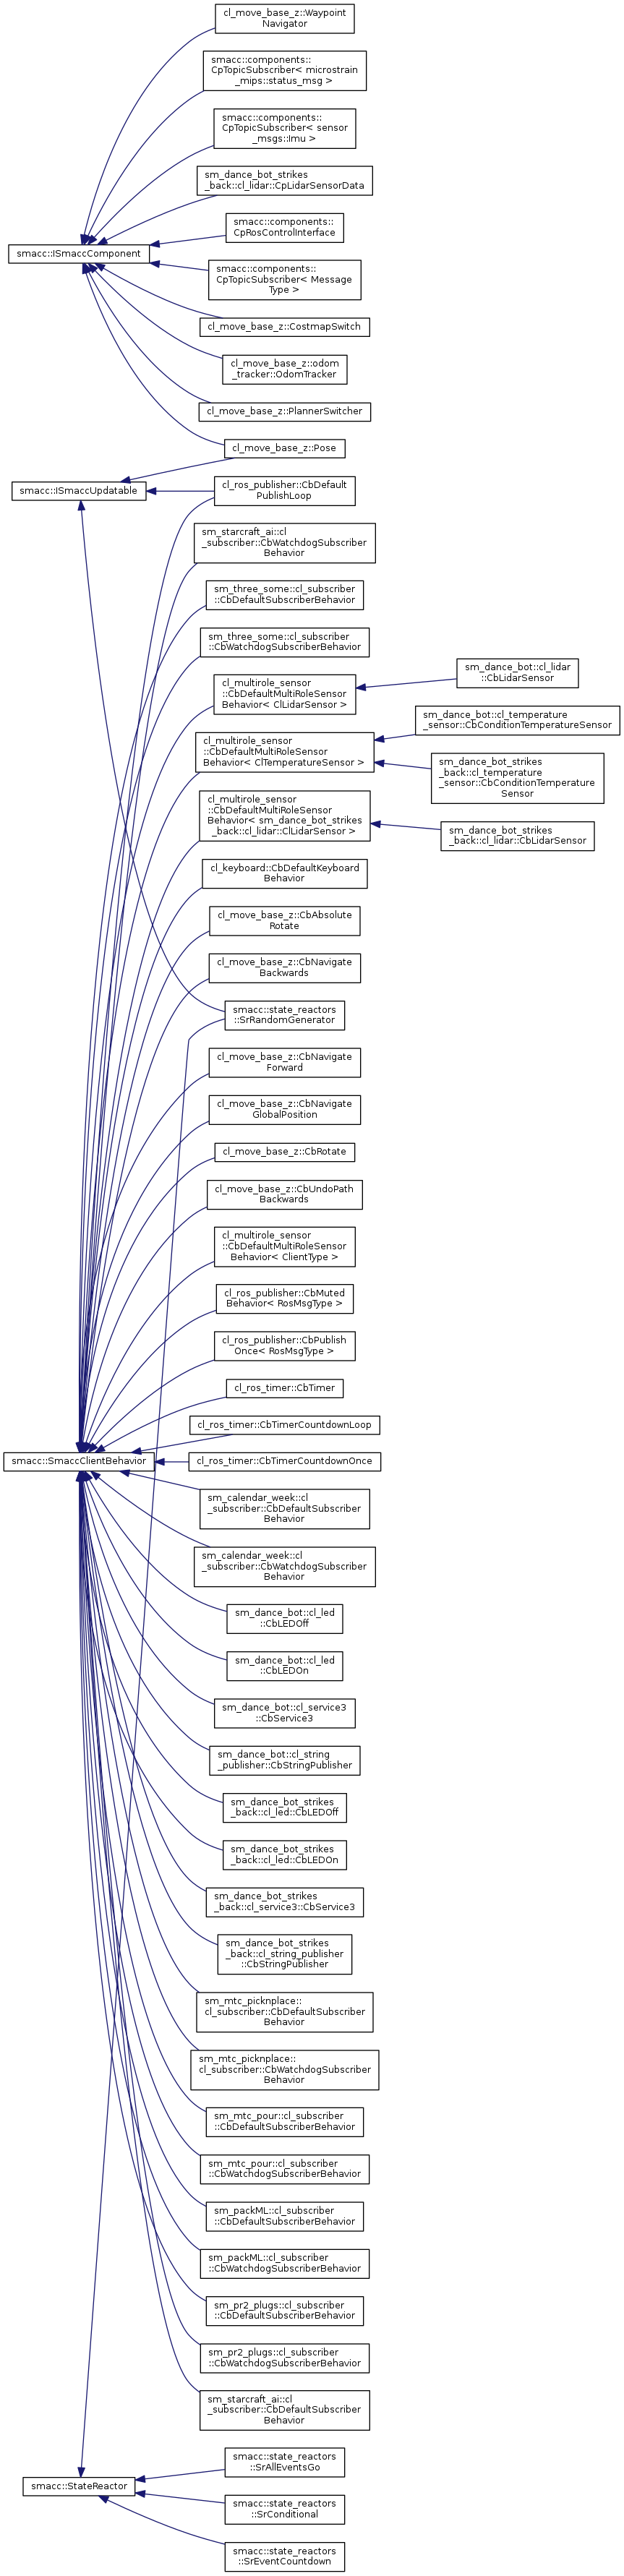 cl_move_base_z::Waypoint
Navigator
smacc::components::
CpTopicSubscriber< microstrain
_mips::status_msg >
smacc::components::
CpTopicSubscriber< sensor
_msgs::Imu >
sm_dance_bot_strikes
_back::cl_lidar::CpLidarSensorData
smacc::components::
CpRosControlInterface
smacc::ISmaccComponent
smacc::components::
CpTopicSubscriber< Message
Type >
cl_move_base_z::CostmapSwitch
cl_move_base_z::odom
_tracker::OdomTracker
cl_move_base_z::PlannerSwitcher
cl_move_base_z::Pose
smacc::ISmaccUpdatable
cl_ros_publisher::CbDefault
PublishLoop
sm_starcraft_ai::cl
_subscriber::CbWatchdogSubscriber
Behavior
sm_three_some::cl_subscriber
::CbDefaultSubscriberBehavior
sm_three_some::cl_subscriber
::CbWatchdogSubscriberBehavior
cl_multirole_sensor
::CbDefaultMultiRoleSensor
Behavior< ClLidarSensor >
sm_dance_bot::cl_lidar
::CbLidarSensor
sm_dance_bot::cl_temperature
_sensor::CbConditionTemperatureSensor
cl_multirole_sensor
::CbDefaultMultiRoleSensor
Behavior< ClTemperatureSensor >
sm_dance_bot_strikes
_back::cl_temperature
_sensor::CbConditionTemperature
Sensor
cl_multirole_sensor
::CbDefaultMultiRoleSensor
Behavior< sm_dance_bot_strikes
_back::cl_lidar::ClLidarSensor >
sm_dance_bot_strikes
_back::cl_lidar::CbLidarSensor
cl_keyboard::CbDefaultKeyboard
Behavior
cl_move_base_z::CbAbsolute
Rotate
cl_move_base_z::CbNavigate
Backwards
smacc::state_reactors
::SrRandomGenerator
cl_move_base_z::CbNavigate
Forward
cl_move_base_z::CbNavigate
GlobalPosition
cl_move_base_z::CbRotate
cl_move_base_z::CbUndoPath
Backwards
cl_multirole_sensor
::CbDefaultMultiRoleSensor
Behavior< ClientType >
cl_ros_publisher::CbMuted
Behavior< RosMsgType >
cl_ros_publisher::CbPublish
Once< RosMsgType >
cl_ros_timer::CbTimer
cl_ros_timer::CbTimerCountdownLoop
smacc::SmaccClientBehavior
cl_ros_timer::CbTimerCountdownOnce
sm_calendar_week::cl
_subscriber::CbDefaultSubscriber
Behavior
sm_calendar_week::cl
_subscriber::CbWatchdogSubscriber
Behavior
sm_dance_bot::cl_led
::CbLEDOff
sm_dance_bot::cl_led
::CbLEDOn
sm_dance_bot::cl_service3
::CbService3
sm_dance_bot::cl_string
_publisher::CbStringPublisher
sm_dance_bot_strikes
_back::cl_led::CbLEDOff
sm_dance_bot_strikes
_back::cl_led::CbLEDOn
sm_dance_bot_strikes
_back::cl_service3::CbService3
sm_dance_bot_strikes
_back::cl_string_publisher
::CbStringPublisher
sm_mtc_picknplace::
cl_subscriber::CbDefaultSubscriber
Behavior
sm_mtc_picknplace::
cl_subscriber::CbWatchdogSubscriber
Behavior
sm_mtc_pour::cl_subscriber
::CbDefaultSubscriberBehavior
sm_mtc_pour::cl_subscriber
::CbWatchdogSubscriberBehavior
sm_packML::cl_subscriber
::CbDefaultSubscriberBehavior
sm_packML::cl_subscriber
::CbWatchdogSubscriberBehavior
sm_pr2_plugs::cl_subscriber
::CbDefaultSubscriberBehavior
sm_pr2_plugs::cl_subscriber
::CbWatchdogSubscriberBehavior
sm_starcraft_ai::cl
_subscriber::CbDefaultSubscriber
Behavior
smacc::state_reactors
::SrAllEventsGo
smacc::StateReactor
smacc::state_reactors
::SrConditional
smacc::state_reactors
::SrEventCountdown